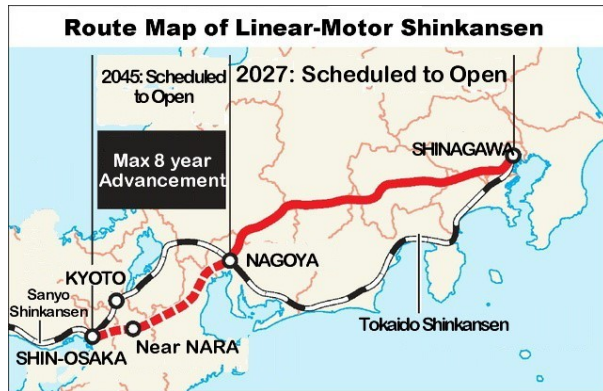 Route Map of Linear-Motor Shinkansen
2045: Scheduled
to Open
2027: Scheduled to Open
Max 8 year
Advancement
SHINAGAWA
NAGOYA
KYOTO
Sanyo
Shinkansen
SHIN-OSAKA
Near NARA
Tokaido Shinkansen